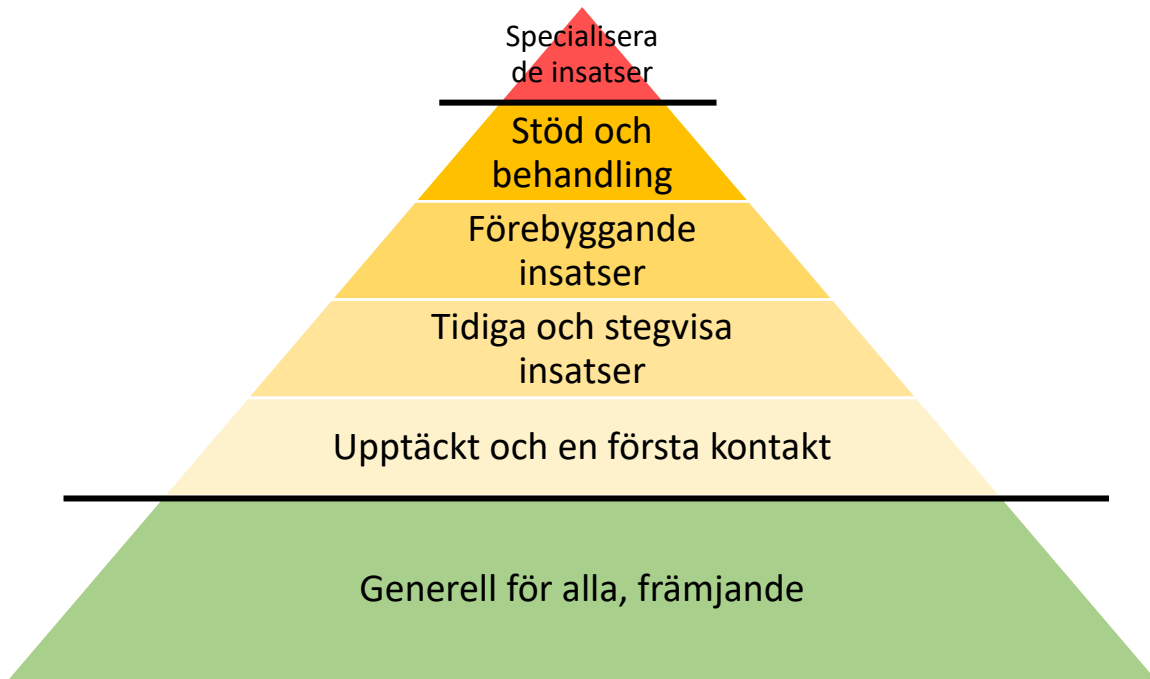 Specialisera
de insatser
Stöd och
behandling
Förebyggande
insatser
Tidiga och stegvisa
insatser
Upptäckt och en första kontakt
Generell för alla, främjande